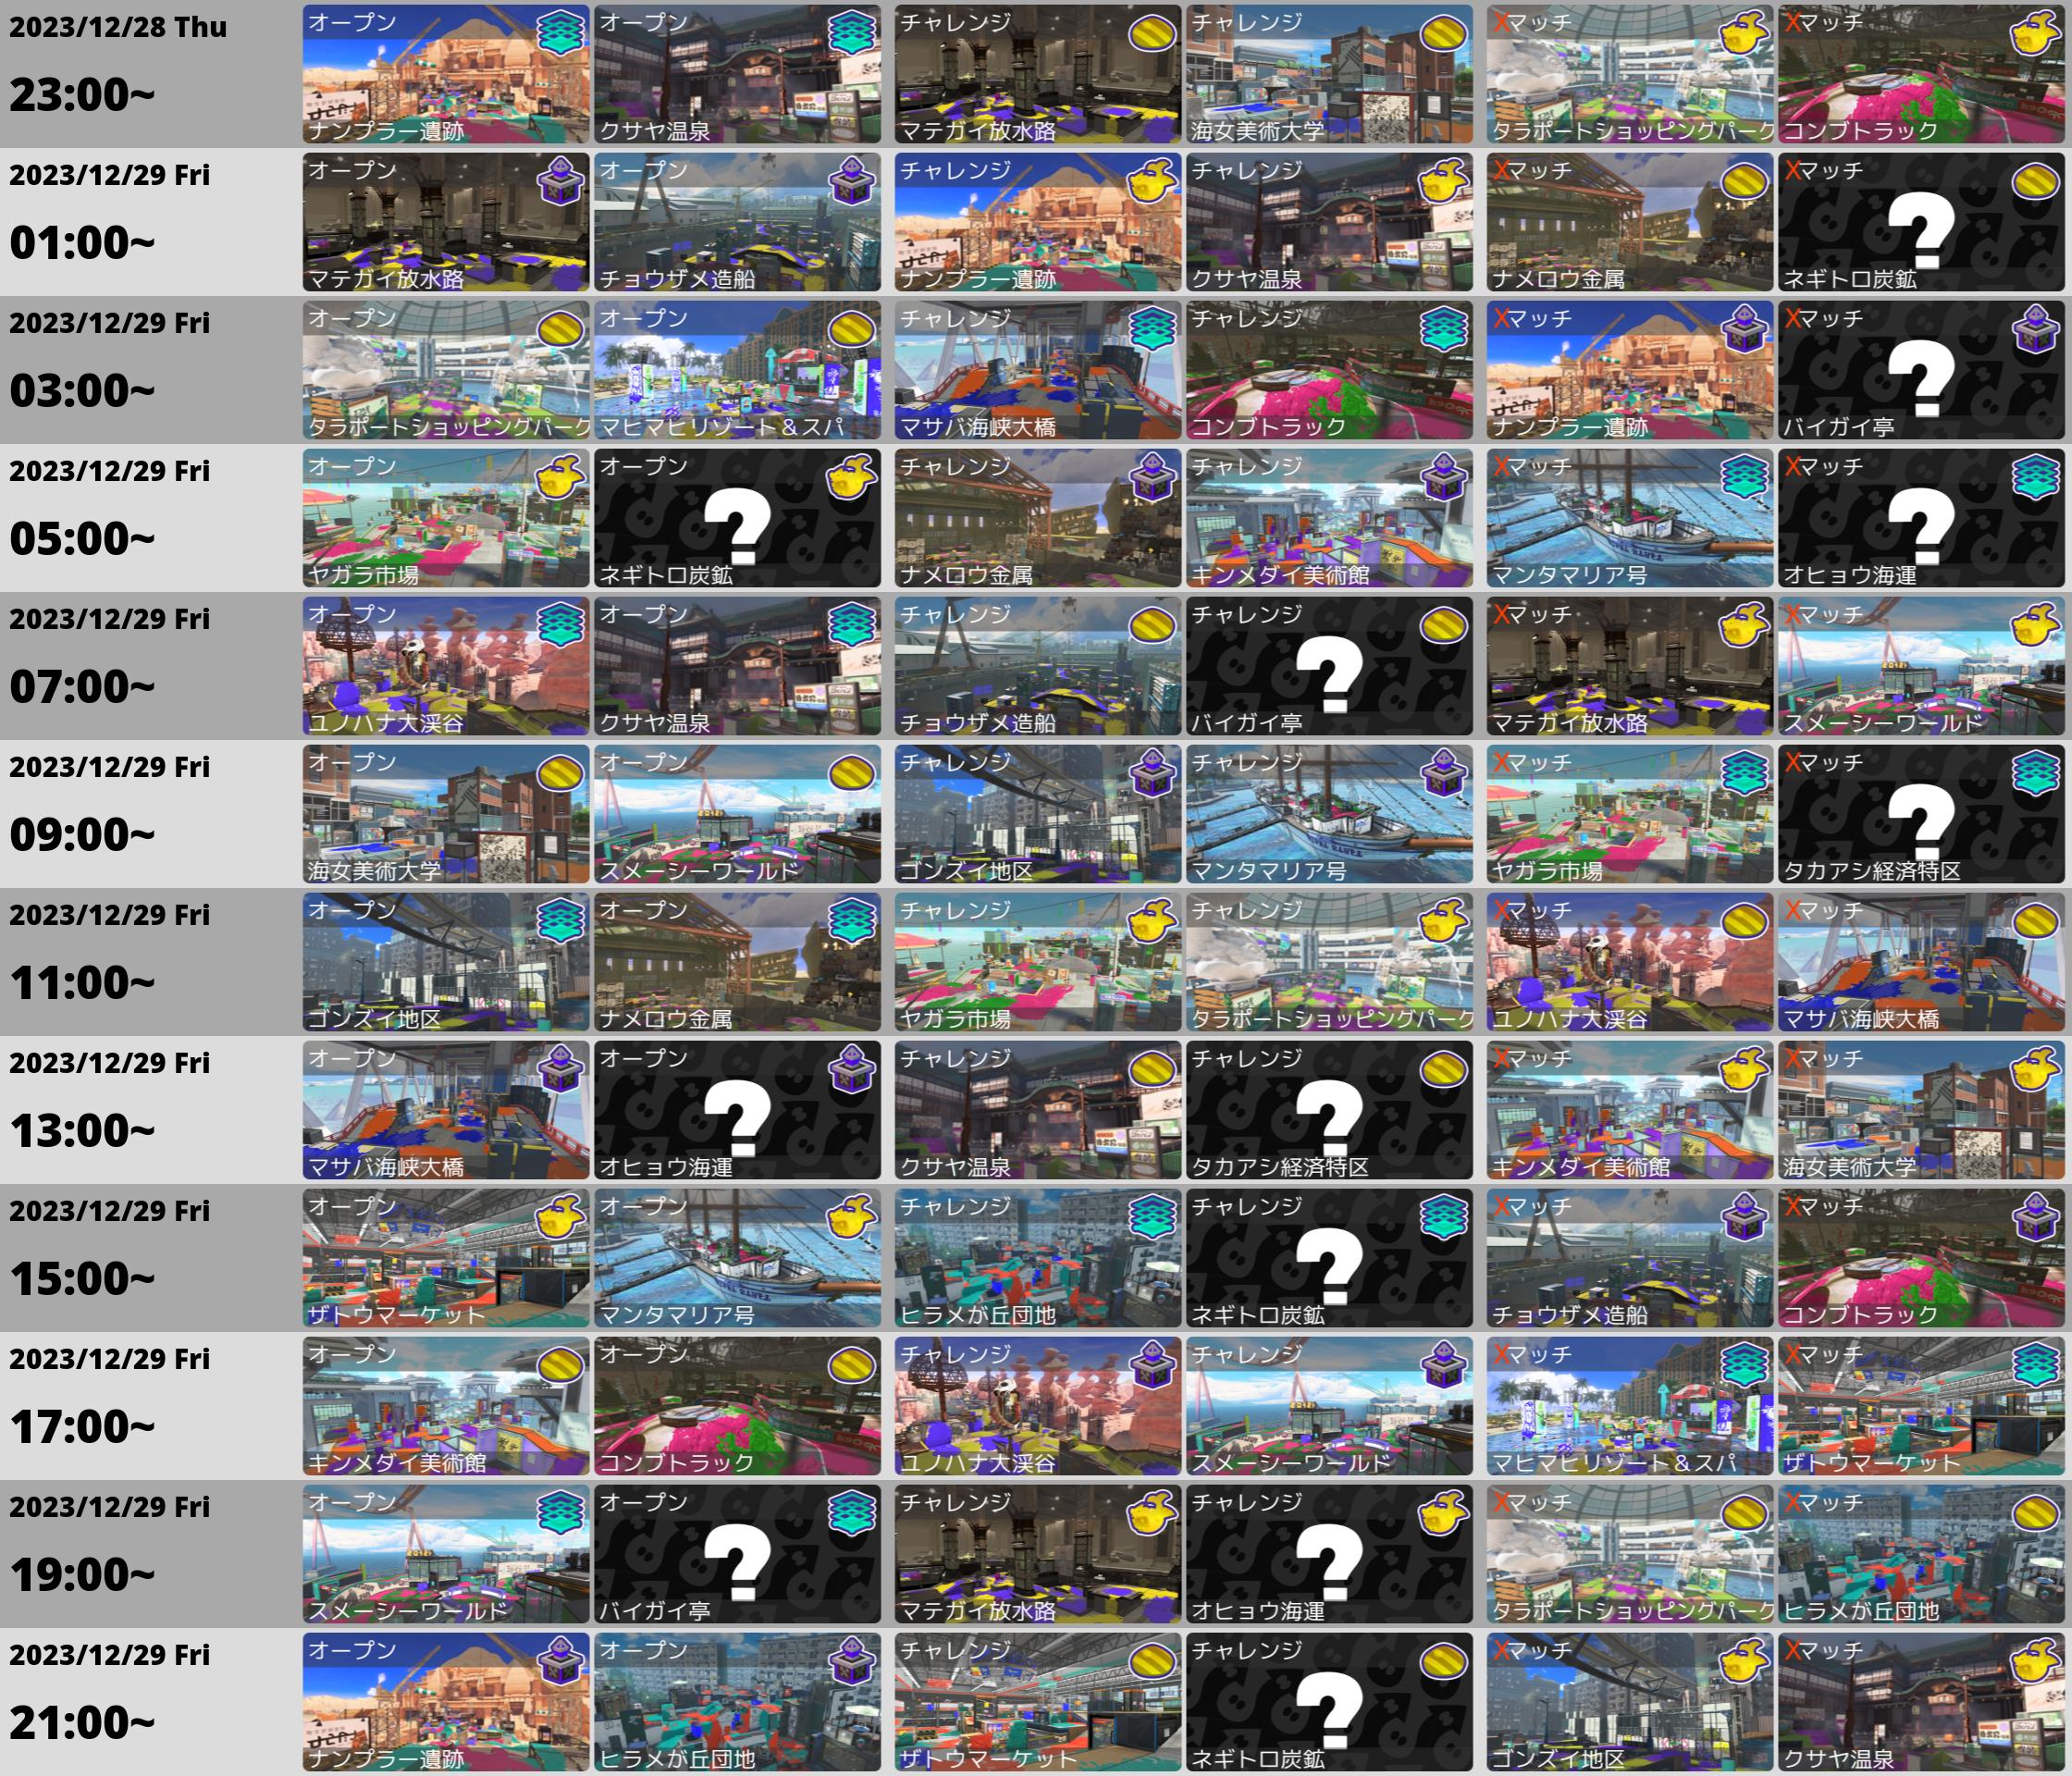 2023/12/28 Thu
23:00~
オープン オープン チャレンジ チャレンジ Xマッチ Xマッチ
ナンプラー遺跡 クサヤ温泉 マテガイ放水路 海女美術大学 タラポートショッピングパーク コンブトラック
2023/12/29 Fri
01:00~
オープン オープン チャレンジ チャレンジ Xマッチ Xマッチ
マテガイ放水路 チョウザメ造船 ナンプラー遺跡 クサヤ温泉 ナメロウ金属 ネギトロ炭鉱
2023/12/29 Fri
03:00~
オープン オープン チャレンジ チャレンジ Xマッチ Xマッチ
タラポートショッピングパーク マヒマヒリゾート&スパ マサバ海峡大橋 コンブトラック ナンプラー遺跡 バイガイ亭
2023/12/29 Fri
05:00~
オープン オープン チャレンジ チャレンジ Xマッチ Xマッチ
ヤガラ市場 ネギトロ炭鉱 ナメロウ金属 キンメダイ美術館 マンタマリア号 オヒョウ海運
2023/12/29 Fri
07:00~
オープン オープン チャレンジ チャレンジ Xマッチ Xマッチ
ユノハナ大渓谷 クサヤ温泉 チョウザメ造船 バイガイ亭 マテガイ放水路 スメーシーワールド
2023/12/29 Fri
09:00~
オープン オープン チャレンジ チャレンジ Xマッチ Xマッチ
海女美術大学 スメーシーワールド ゴンズイ地区 マンタマリア号 ヤガラ市場 タカアシ経済特区
2023/12/29 Fri
11:00~
オープン オープン チャレンジ チャレンジ Xマッチ Xマッチ
ゴンズイ地区 ナメロウ金属 ヤガラ市場 タラポートショッピングパーク ユノハナ大渓谷 マサバ海峡大橋
2023/12/29 Fri
13:00~
オープン オープン チャレンジ チャレンジ Xマッチ Xマッチ
マサバ海峡大橋 オヒョウ海運 クサヤ温泉 タカアシ経済特区 キンメダイ美術館 海女美術大学
2023/12/29 Fri
15:00~
オープン オープン チャレンジ チャレンジ Xマッチ Xマッチ
ザトウマーケット マンタマリア号 ヒラメが丘団地 ネギトロ炭鉱 チョウザメ造船 コンブトラック
2023/12/29 Fri
17:00~
オープン オープン チャレンジ チャレンジ Xマッチ Xマッチ
キンメダイ美術館 コンブトラック ユノハナ大渓谷 スメーシーワールド マヒマヒリゾート&スパ ザトウマーケット
2023/12/29 Fri
19:00~
オープン オープン チャレンジ チャレンジ Xマッチ Xマッチ
スメーシーワールド バイガイ亭 マテガイ放水路 オヒョウ海運 タラポートショッピングパーク ヒラメが丘団地
2023/12/29 Fri
21:00~
オープン オープン チャレンジ チャレンジ Xマッチ Xマッチ
ナンプラー遺跡 ヒラメが丘団地 ザトウマーケット ネギトロ炭鉱 ゴンズイ地区 クサヤ温泉